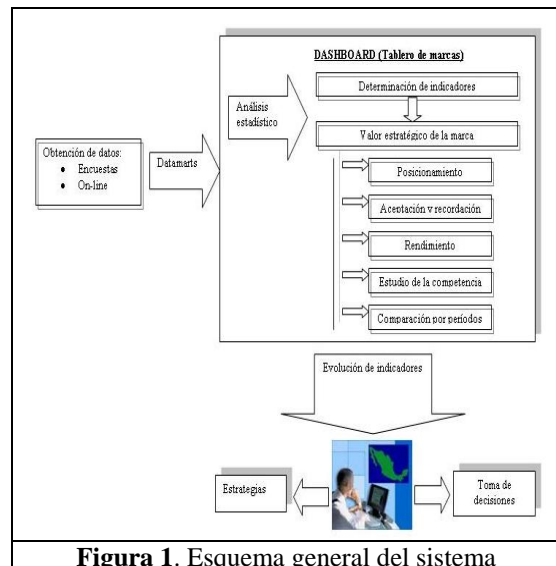 DASHBOARD (Tablero de marcas)
Determinación de indicadores
Análisis
estadístico
Valor estratégico de la marca
Obtención de datos:
• Encuestas
• On-line
Datamarts
Posicionamiento
Aceptación y recordación
Rendimiento
Estudio de la competencia
Comparación por períodos
Evolución de indicadores
Estrategias
Toma de
decisiones
Figura 1. Esquema general del sistema